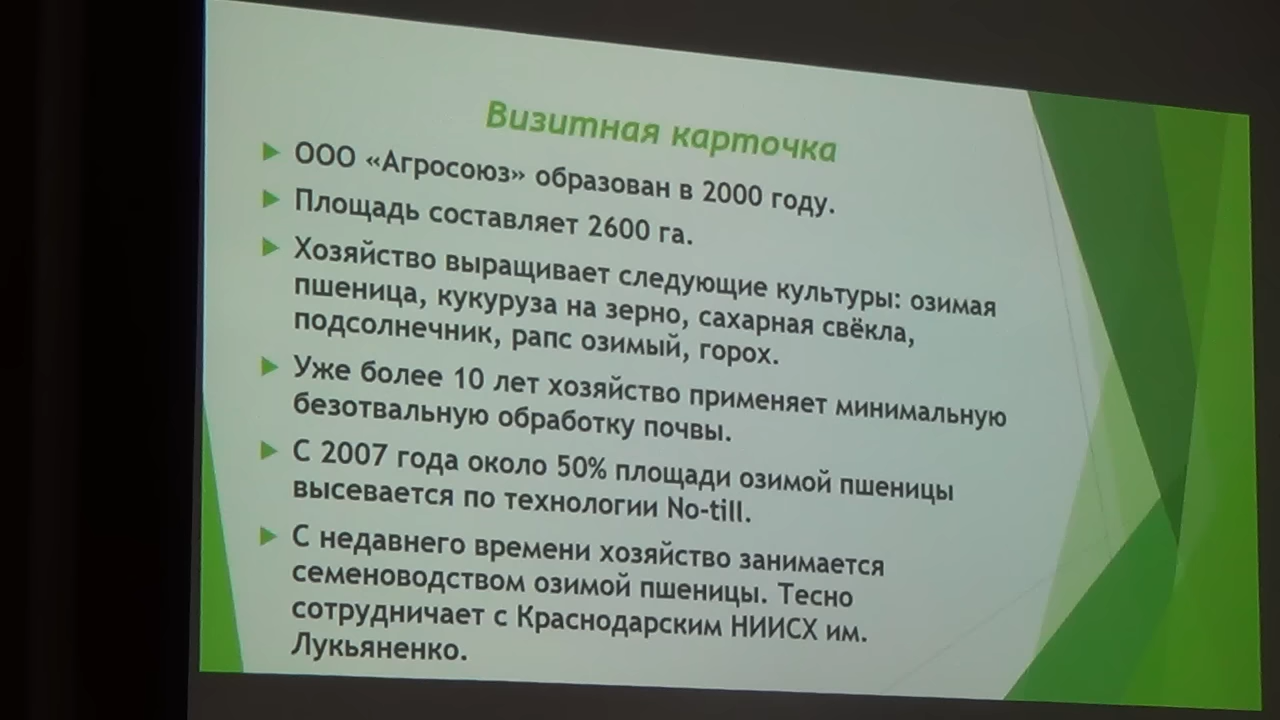 Визитная карточка
ООО «Агросоюз» образован в 2000 году.
Площадь составляет 2600 га.
Хозяйство выращивает следующие культуры: озимая
пшеница, кукуруза на зерно, сахарная свёкла,
подсолнечник, рапс озимый, горох.
Уже более 10 лет хозяйство применяет минимальную
безотвальную обработку почвы.
С 2007 года около 50% площади озимой пшеницы
высевается по технологии No-till.
С недавнего времени хозяйство занимается
семеноводством озимой пшеницы. Тесно
сотрудничает с Краснодарским НИИСХ им.
Лукьяненко.